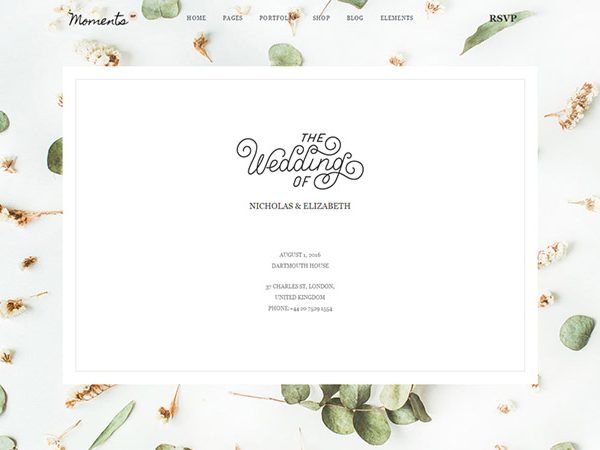 Moments
HOME PAGES PORTFOLIO SHOP BLOG ELEMENTS
RSVP
THE
Wedding
OF
NICHOLAS & ELIZABETH
AUGUST 1, 2016
DARTMOUTH HOUSE
37 CHARLES ST, LONDON,
UNITED KINGDOM
PHONE: +44 20 7529 1554